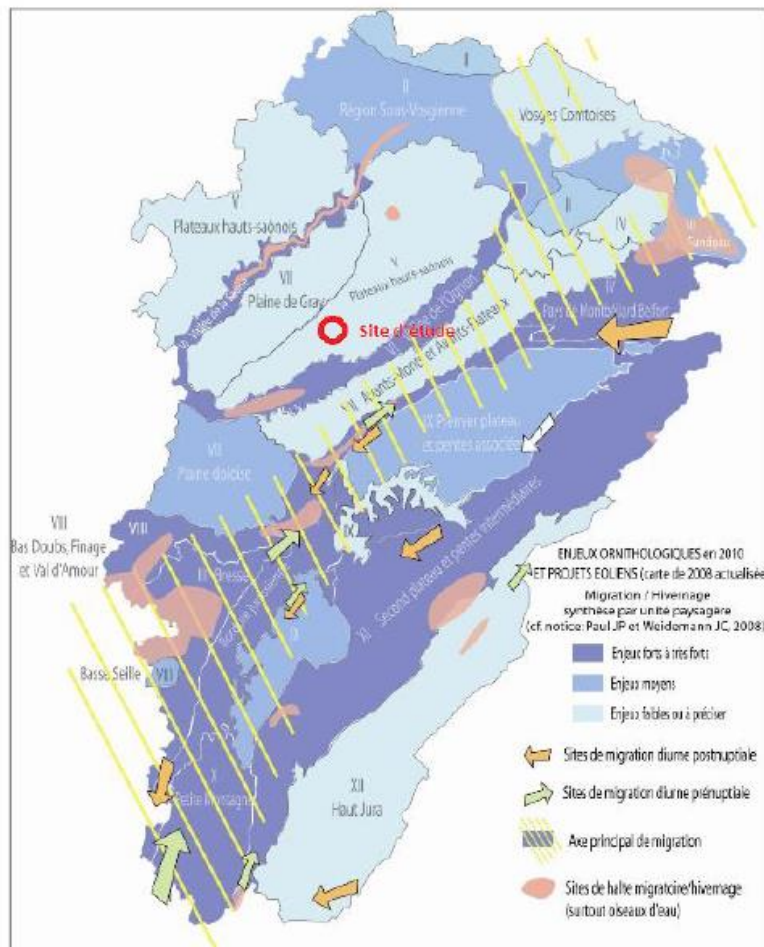 II
II
Région Sous-Vosgienne
I
Vosges Comtoises
V
Plateaux hauts-saônois
VII
Plaine de Gray
V
Plateaux hauts-saônois
II
IV
VI
Sundgau
IV
Pays de Montbéliard Belfort
Site d'étude
VII Avants-Monts et Avants-Plateaux
IX Premier plateau
et pentes associées
VII
Plaine doloise
VIII
Bas Doubs, Finage
et Val d'Amour
VIII
III Bresse
XI - Second plateau et pentes intermédiaires
IX
Basse Seille
VIII
X
Petite Montagne
XII
Haut Jura
ENJEUX ORNITHOLOGIQUES en 2010
ET PROJETS EOLIENS (carte de 2008 actualisée)
Migration / Hivernage
synthèse par unité paysagère
(cf. notice: Paul JP et Weidemann JC, 2008)
Enjeux forts à très forts
Enjeux moyens
Enjeux faibles ou à préciser
Sites de migration diurne postnuptiale
Sites de migration diurne prénuptiale
Axe principal de migration
Sites de halte migratoire/hivernage
(surtout oiseaux d'eau)